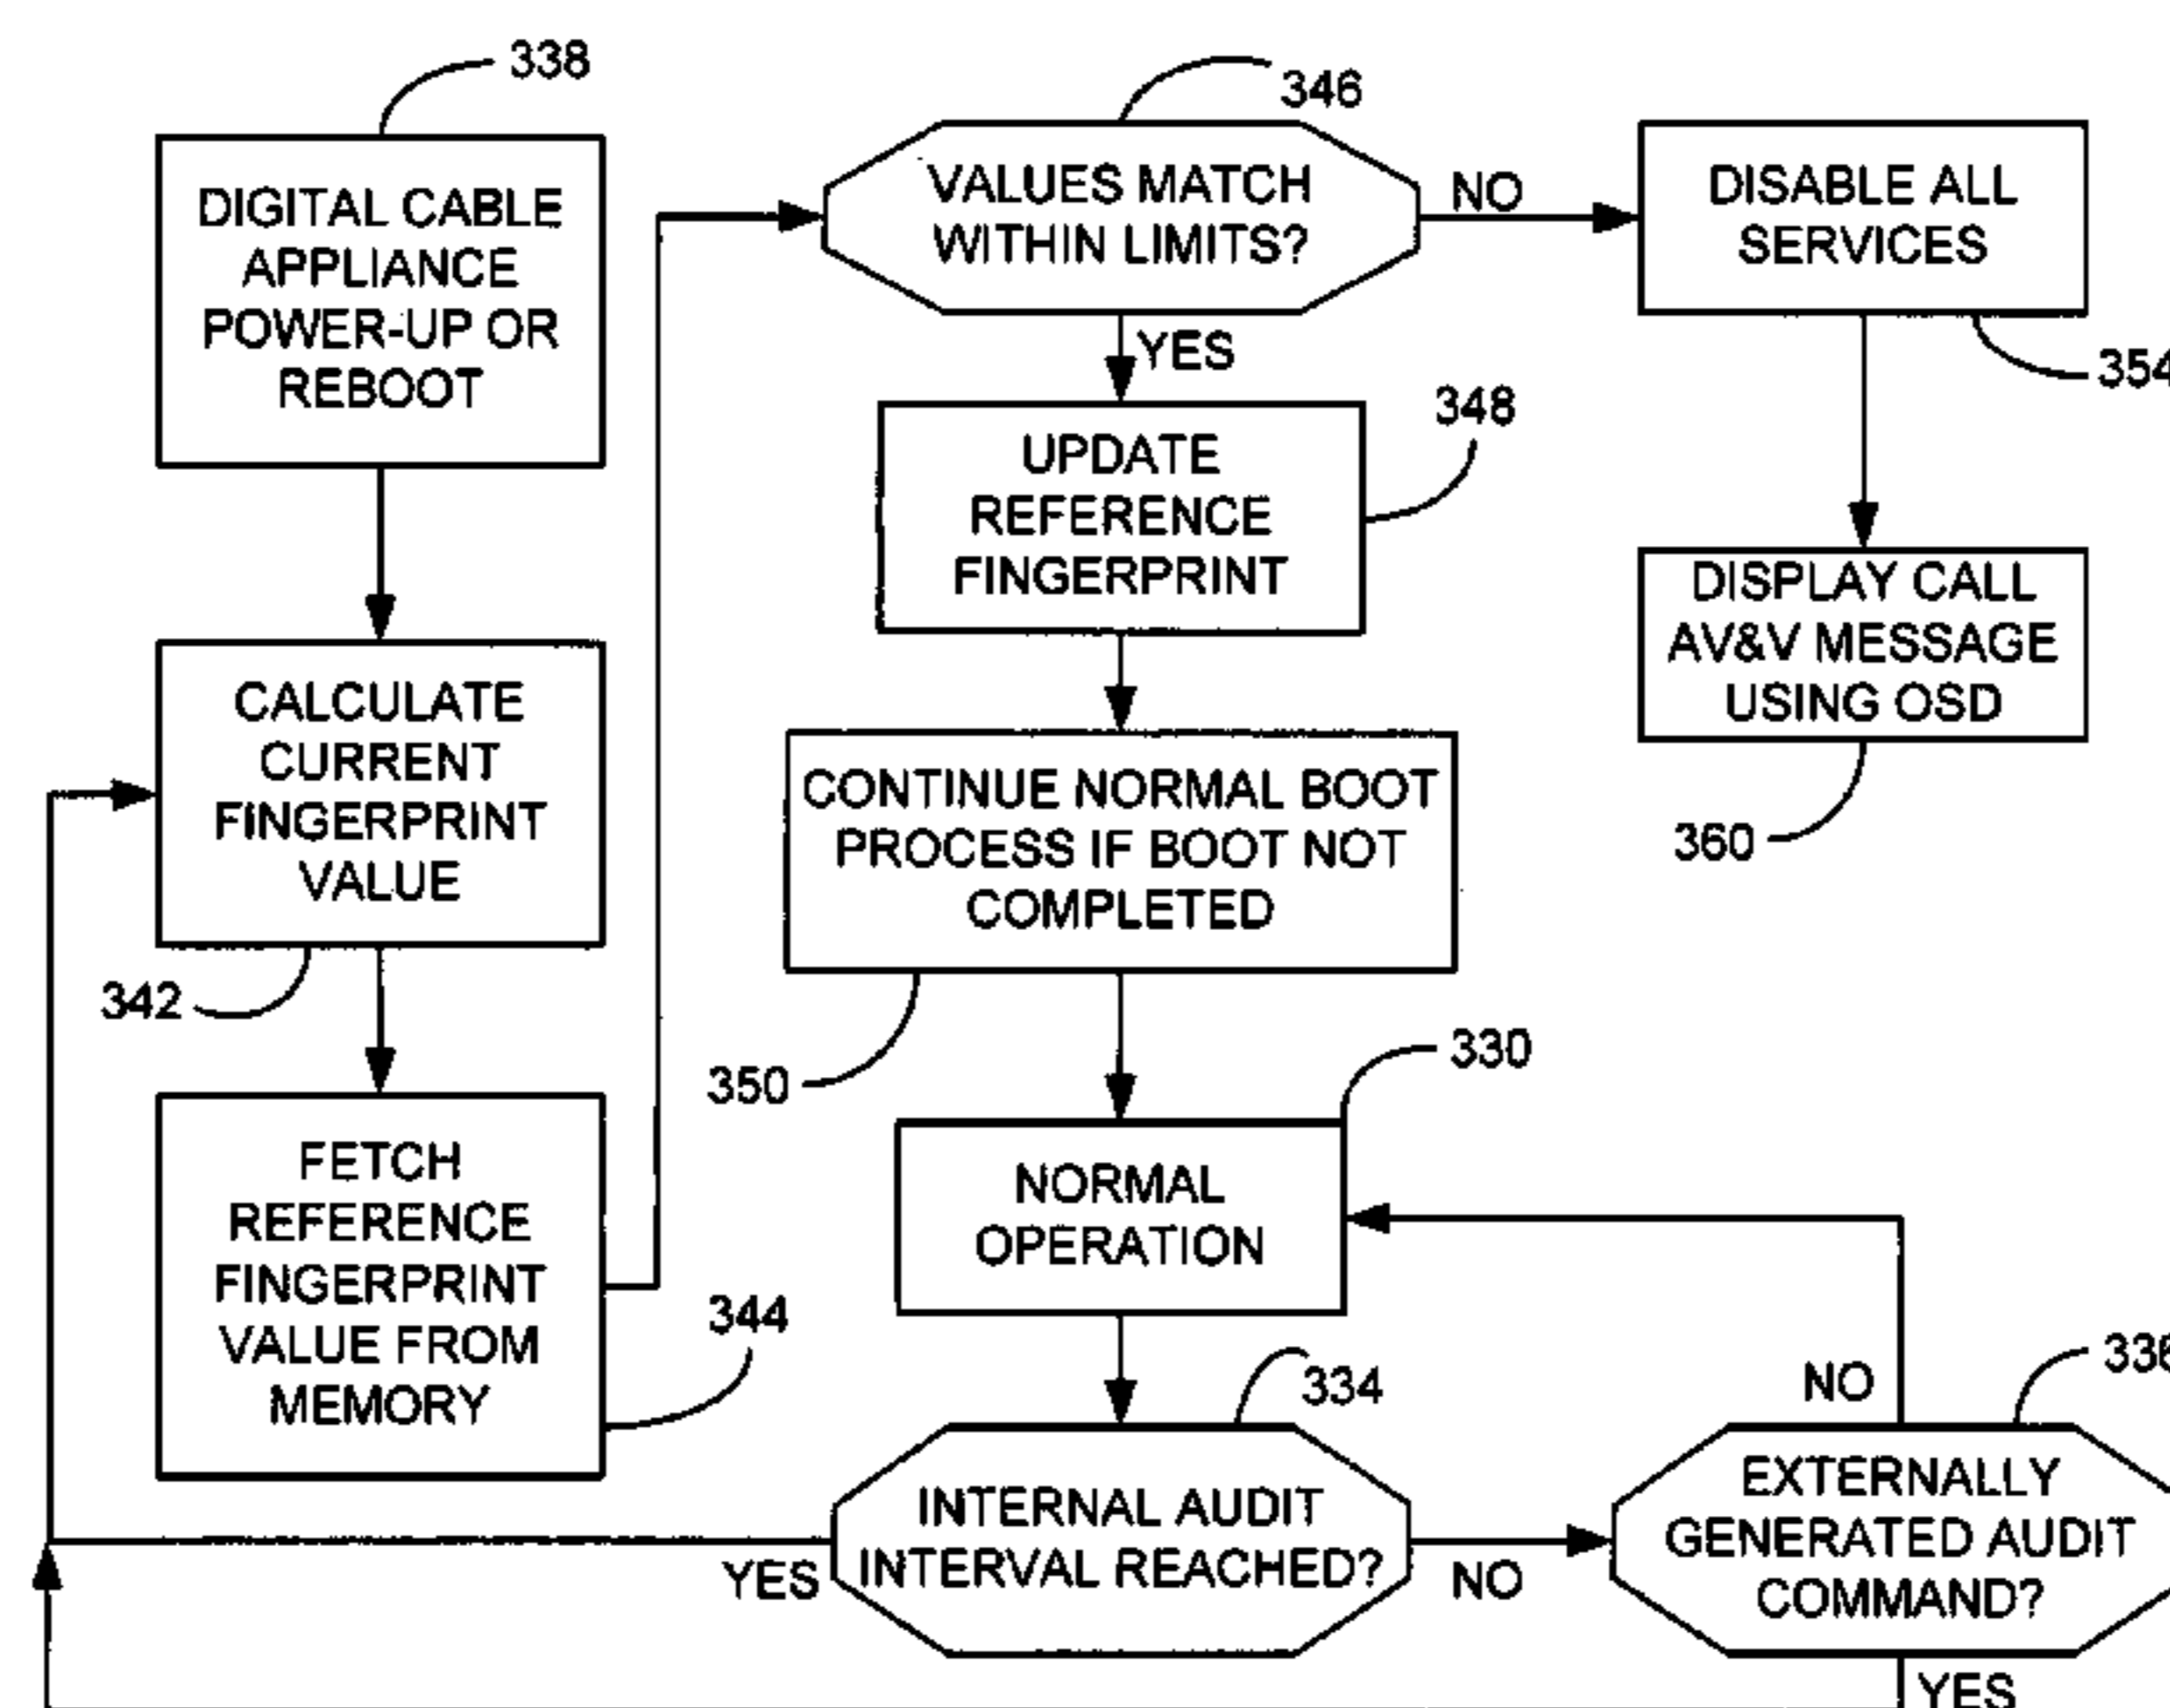 338
DIGITAL CABLE
APPLIANCE
POWER-UP OR
REBOOT
CALCULATE
CURRENT
FINGERPRINT
VALUE
342
FETCH
REFERENCE
FINGERPRINT
VALUE FROM
MEMORY
344
346
VALUES MATCH
WITHIN LIMITS?
NO
YES
348
UPDATE
REFERENCE
FINGERPRINT
CONTINUE NORMAL BOOT
PROCESS IF BOOT NOT
COMPLETED
350
330
NORMAL
OPERATION
334
INTERNAL AUDIT
INTERVAL REACHED?
YES
NO
DISABLE ALL
SERVICES
354
DISPLAY CALL
AV&V MESSAGE
USING OSD
360
336
NO
EXTERNALLY
GENERATED AUDIT
COMMAND?
YES